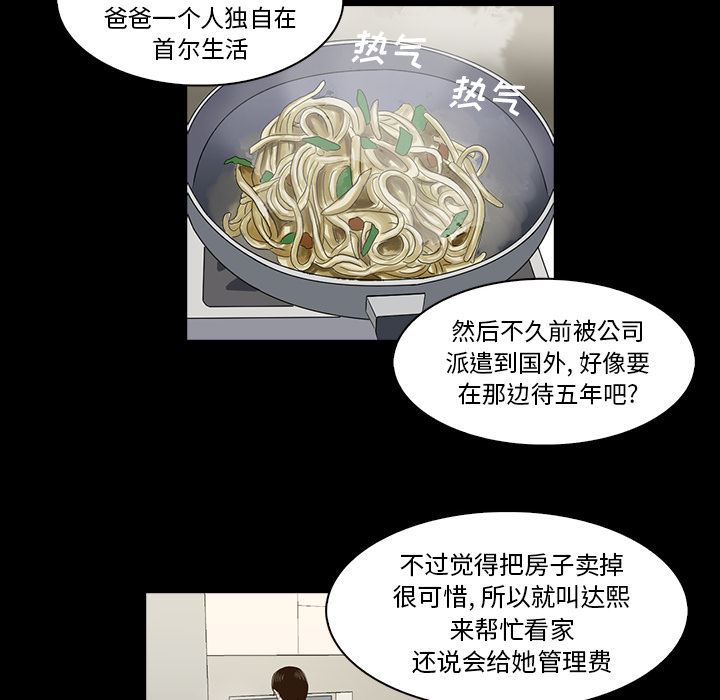 爸爸一个人独自在
首尔生活
热气
热气
然后不久前被公司
派遣到国外, 好像要
在那边待五年吧?
不过觉得把房子卖掉
很可惜, 所以就叫达熙
来帮忙看家
还说会给她管理费